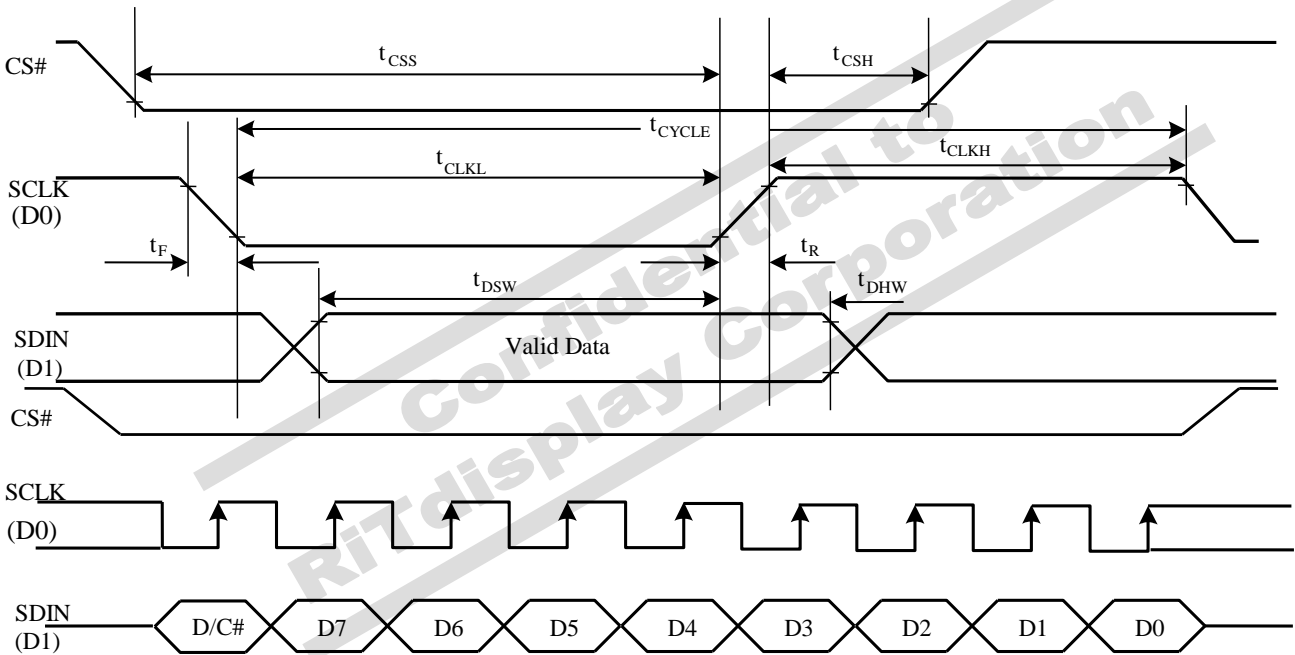 t_CSS
t_CSH
CS#
t_CYCLE
t_CLKL
t_CLKH
SCLK
(D0)
t_F
t_R
t_DSW
t_DHW
SDIN
(D1)
Valid Data
CS#
SCLK
(D0)
SDIN
(D1)
D/C# D7 D6 D5 D4 D3 D2 D1 D0
Confidential to
RiTdisplay Corporation